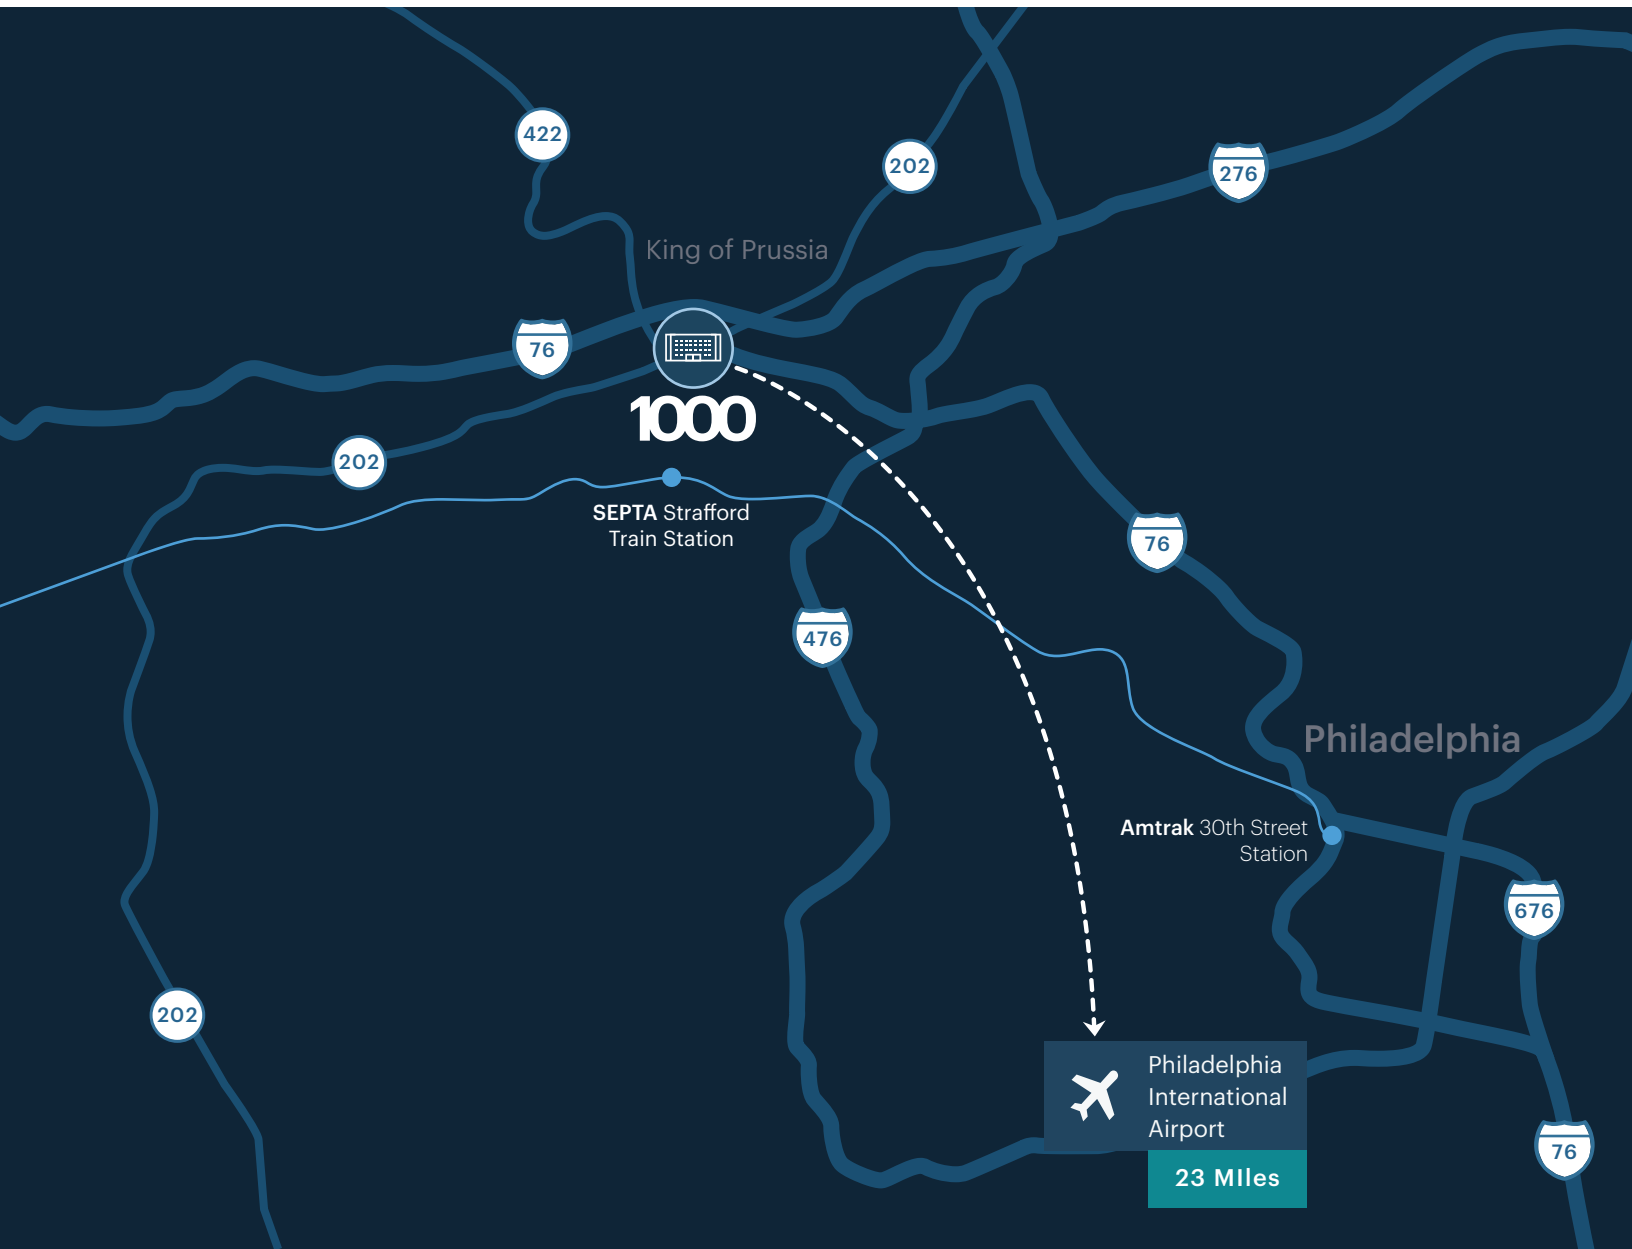 422
202
276
King of Prussia
76
1000
202
SEPTA Strafford
Train Station
76
476
Philadelphia
Amtrak 30th Street
Station
676
202
Philadelphia
International
Airport
76
23 MIles